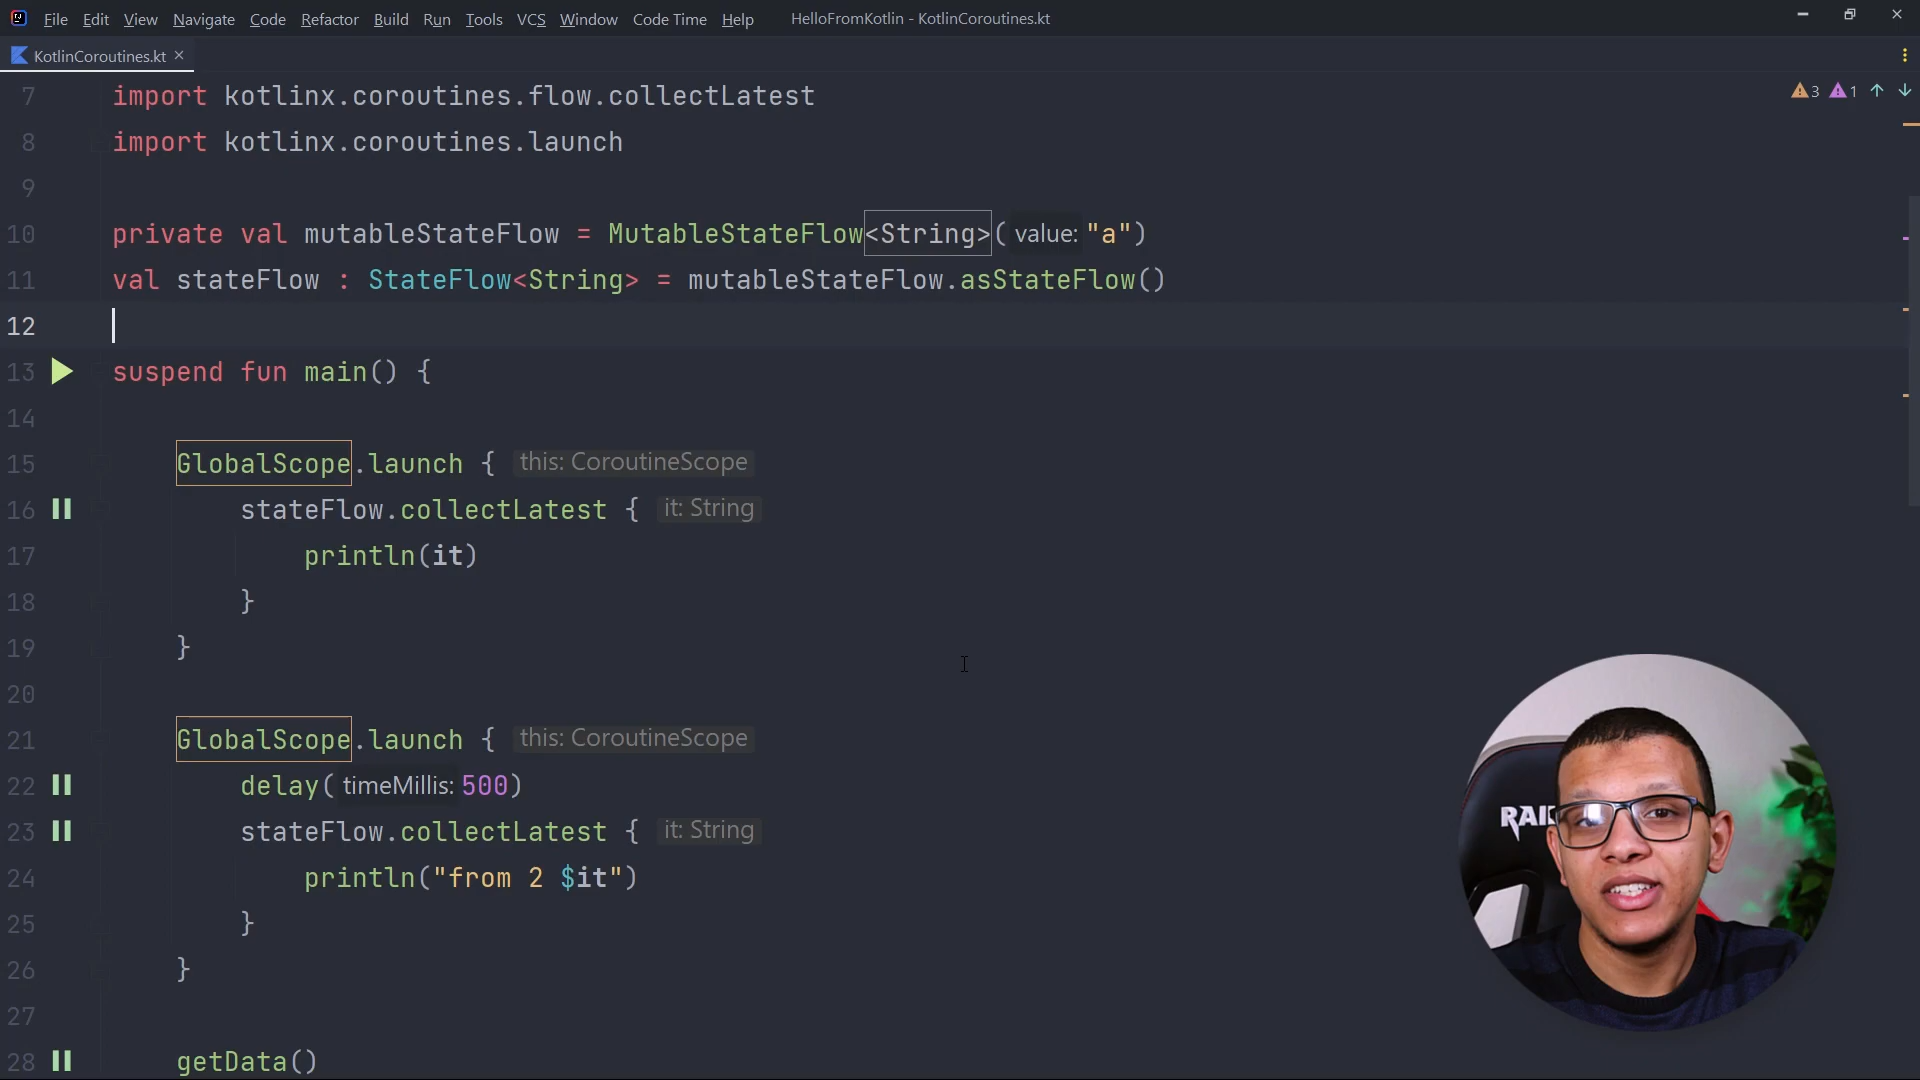 File Edit View Navigate Code Refactor Build Run Tools VCS Window Code Time Help HelloFromKotlin - KotlinCoroutines.kt
KotlinCoroutines.kt
7 import kotlinx.coroutines.flow.collectLatest
3 1
8 import kotlinx.coroutines.launch
9
10 private val mutableStateFlow = MutableStateFlow<String>( value: "a")
11 val stateFlow : StateFlow<String> = mutableStateFlow.asStateFlow()
12
13 suspend fun main() {
14
15 GlobalScope.launch { this: CoroutineScope
16 stateFlow.collectLatest { it: String
17 println(it)
18 }
19 }
20
21 GlobalScope.launch { this: CoroutineScope
22 delay( timeMillis: 500)
23 stateFlow.collectLatest { it: String
24 println("from 2 $it")
25 }
26 }
27
28 getData()